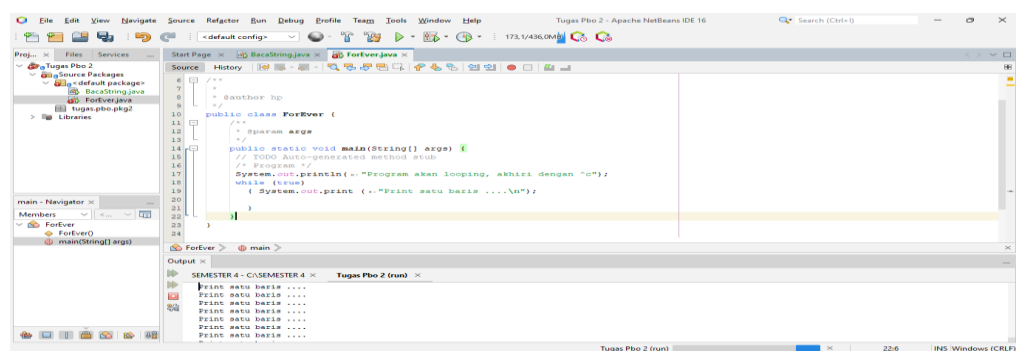 File Edit View Navigate Source Refactor Run Debug Profile Team Tools Window Help Tugas Pbo 2 - Apache NetBeans IDE 16 Search (Ctrl+I)
<default config> 173,1/436,0MB
Proj... × Files Services Start Page × BacaString.java × ForEver.java ×
Tugas Pbo 2
Source Packages
<default package>
BacaString.java
ForEver.java
tugas.pbo.pkg2
Libraries
Source History
6 /**
7 *
8 * @author hp
9 */
10 public class ForEver {
11 /**
12 * @param args
13 */
14 public static void main(String[] args) {
15 // TODO Auto-generated method stub
16 /* Program */
17 System.out.println(s:"Program akan looping, akhiri dengan ^c");
18 while (true)
19 { System.out.print (s:"Print satu baris ....\n");
20
21 }
22 }
23 }
24
main - Navigator ×
Members
ForEver
ForEver()
main(String[] args)
ForEver main
Output ×
SEMESTER 4 - C:\SEMESTER 4 × Tugas Pbo 2 (run) ×
Print satu baris ....
Print satu baris ....
Print satu baris ....
Print satu baris ....
Print satu baris ....
Print satu baris ....
Print satu baris ....
Tugas Pbo 2 (run) 22:6 INS Windows (CRLF)